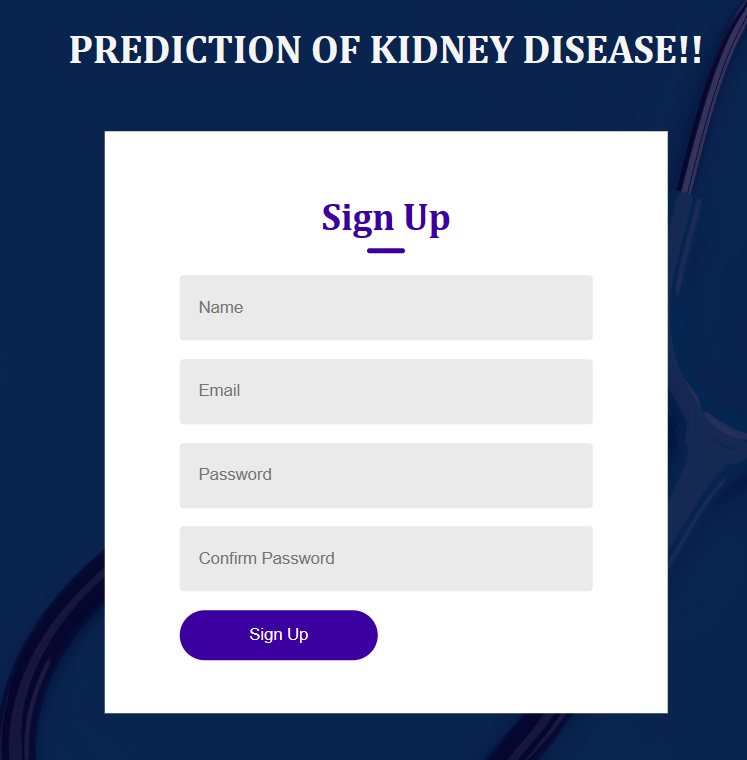 PREDICTION OF KIDNEY DISEASE!!
Sign Up
Name
Email
Password
Confirm Password
Sign Up